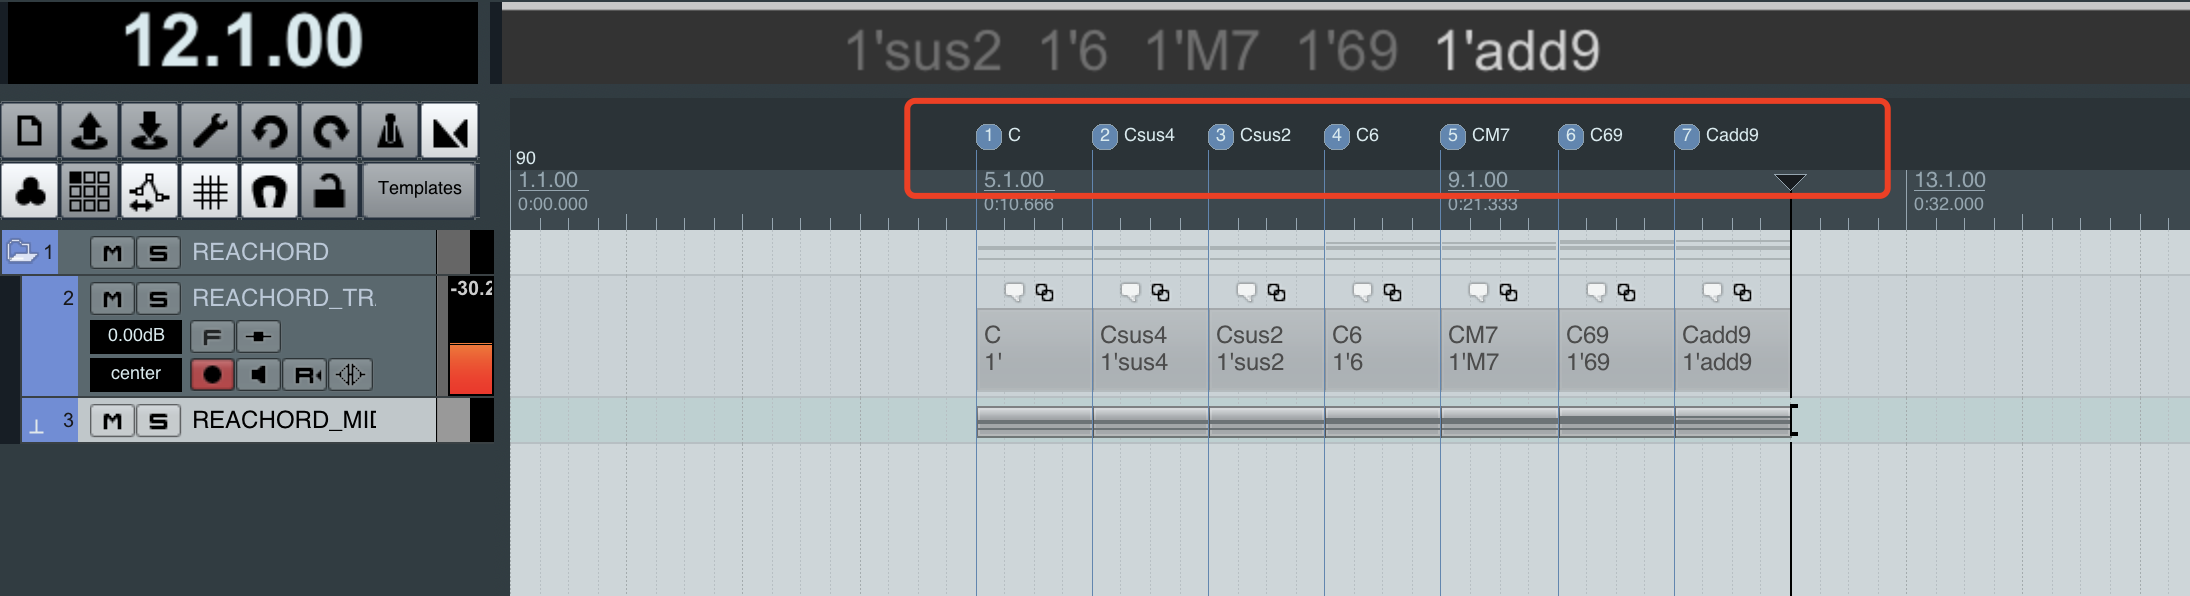 12.1.00
1'sus2 1'6 1'M7 1'69 1'add9
1 C 2 Csus4 3 Csus2 4 C6 5 CM7 6 C69 7 Cadd9
90
1.1.00 5.1.00 9.1.00 13.1.00
0:00.000 0:10.666 0:21.333 0:32.000
Templates
1 M S REACHORD
2 M S REACHORD_TR
-30.2
0.00dB F
center R
C Csus4 Csus2 C6 CM7 C69 Cadd9
1' 1'sus4 1'sus2 1'6 1'M7 1'69 1'add9
3 M S REACHORD_MI